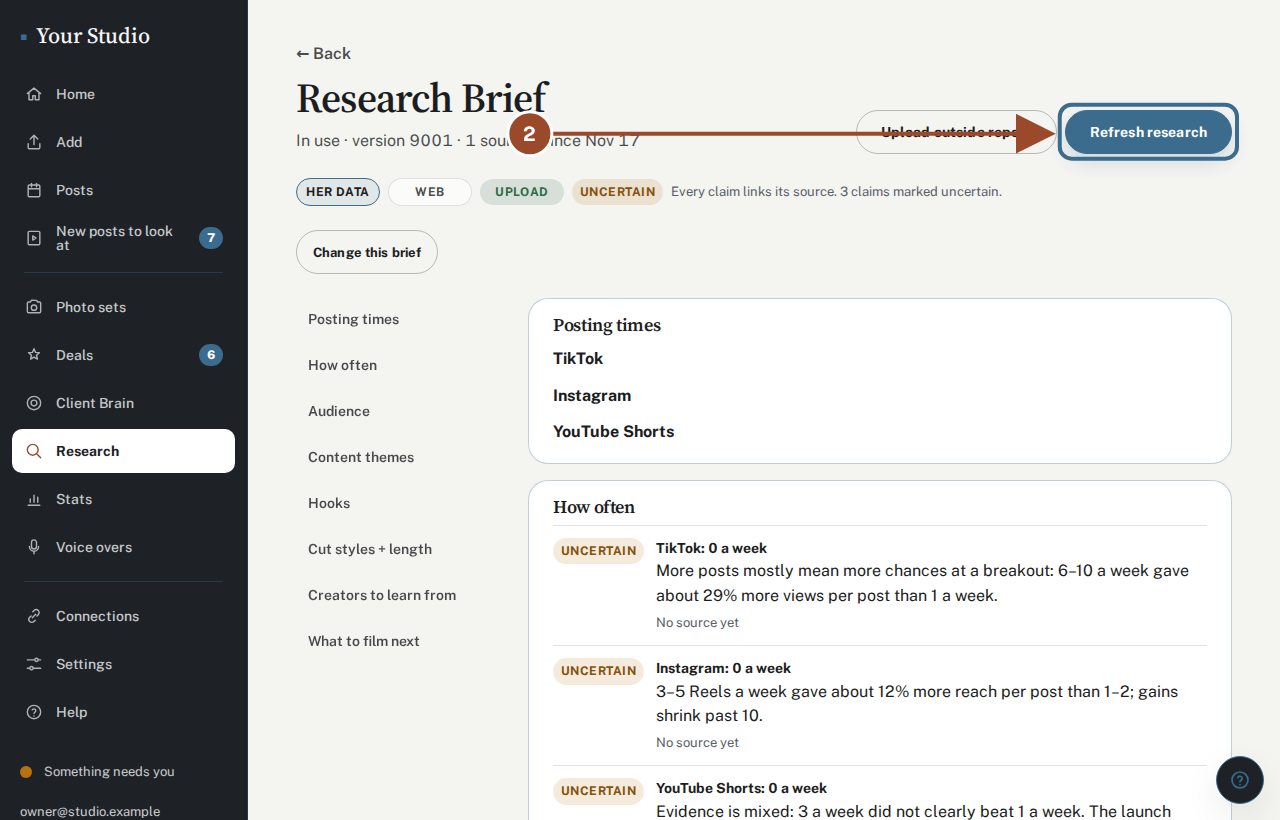 Your Studio
Home
Add
Posts
New posts to look
at
7
Photo sets
Deals
6
Client Brain
Research
Stats
Voice overs
Connections
Settings
Help
Something needs you
owner@studio.example
← Back
Research Brief
In use · version 9001 · 1 Nov 17
2
Upload outside
Refresh research
HER DATA
WEB
UPLOAD
UNCERTAIN
Every claim links its source. 3 claims marked uncertain.
Change this brief
Posting times
How often
Audience
Content themes
Hooks
Cut styles + length
Creators to learn from
What to film next
Posting times
TikTok
Instagram
YouTube Shorts
How often
UNCERTAIN
TikTok: 0 a week
More posts mostly mean more chances at a breakout: 6–10 a week gave
about 29% more views per post than 1 a week.
No source yet
UNCERTAIN
Instagram: 0 a week
3–5 Reels a week gave about 12% more reach per post than 1–2; gains
shrink past 10.
No source yet
UNCERTAIN
YouTube Shorts: 0 a week
Evidence is mixed: 3 a week did not clearly beat 1 a week. The launch